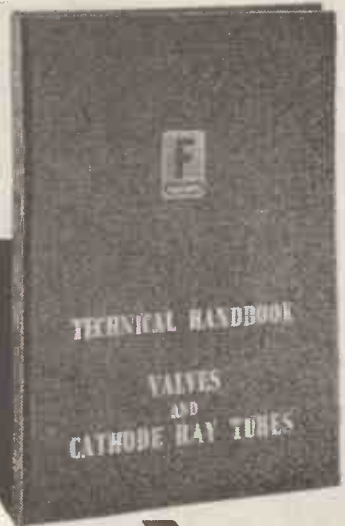 F
TECHNICAL HANDBOOK
VALVES
AND
CATHODE RAY TUBES